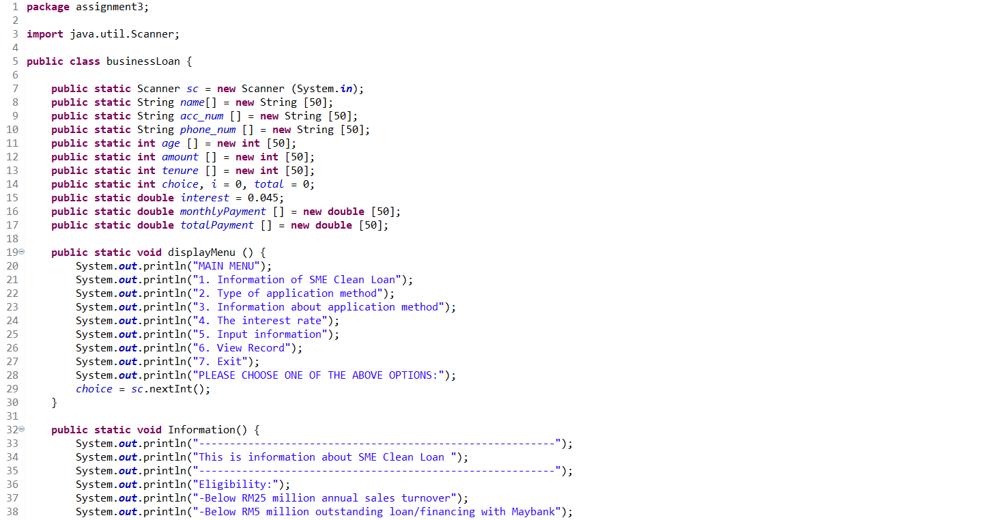 1 package assignment3;
2
3 import java.util.Scanner;
4
5 public class businessLoan {
6
7     public static Scanner sc = new Scanner (System.in);
8     public static String name[] = new String [50];
9     public static String acc_num [] = new String [50];
10     public static String phone_num [] = new String [50];
11     public static int age [] = new int [50];
12     public static int amount [] = new int [50];
13     public static int tenure [] = new int [50];
14     public static int choice, i = 0, total = 0;
15     public static double interest = 0.045;
16     public static double monthlyPayment [] = new double [50];
17     public static double totalPayment [] = new double [50];
18
19     public static void displayMenu () {
20         System.out.println("MAIN MENU");
21         System.out.println("1. Information of SME Clean Loan");
22         System.out.println("2. Type of application method");
23         System.out.println("3. Information about application method");
24         System.out.println("4. The interest rate");
25         System.out.println("5. Input information");
26         System.out.println("6. View Record");
27         System.out.println("7. Exit");
28         System.out.println("PLEASE CHOOSE ONE OF THE ABOVE OPTIONS:");
29         choice = sc.nextInt();
30     }
31
32     public static void Information() {
33         System.out.println("----------------------------------------------------------");
34         System.out.println("This is information about SME Clean Loan ");
35         System.out.println("----------------------------------------------------------");
36         System.out.println("Eligibility:");
37         System.out.println("-Below RM25 million annual sales turnover");
38         System.out.println("-Below RM5 million outstanding loan/financing with Maybank");